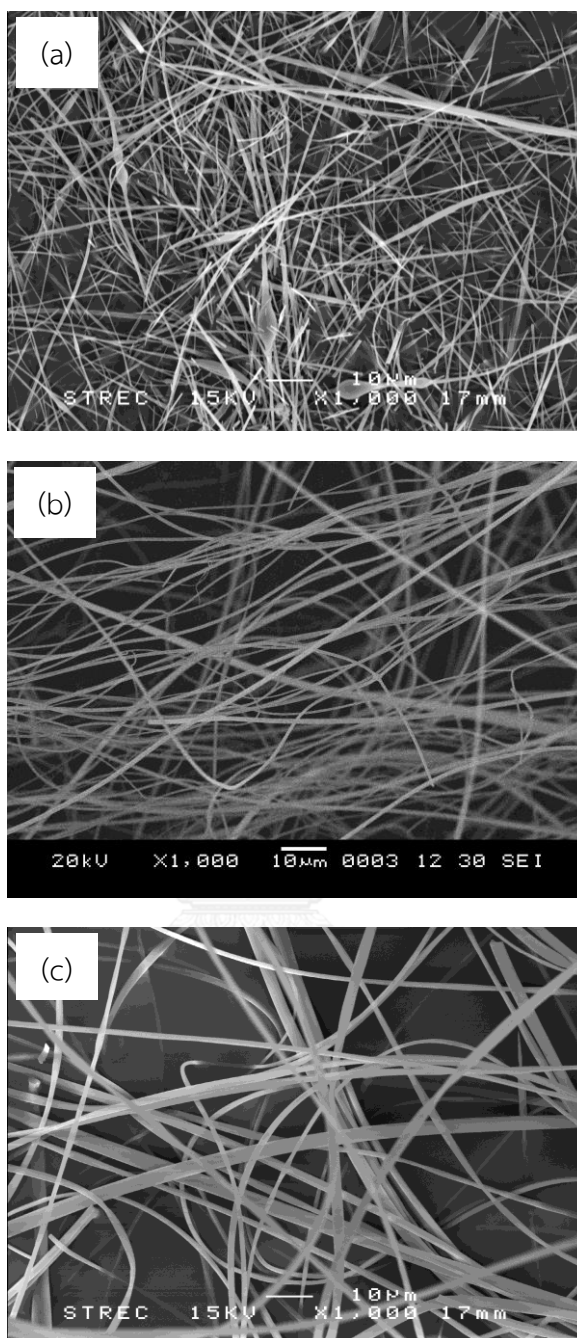 (a)
10μm
STREC 15KV X1,000 17mm
(b)
20kV X1,000 10μm 0003 12 30 SEI
(c)
10μm
STREC 15KV X1,000 17mm